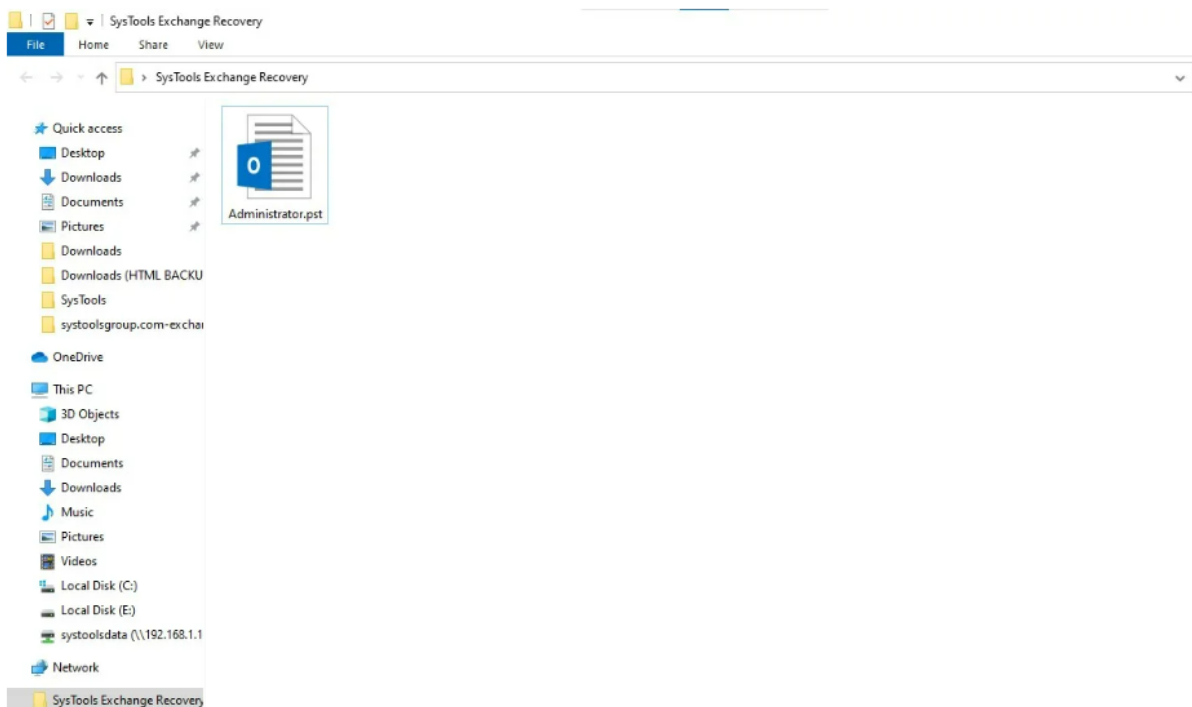 SysTools Exchange Recovery
File Home Share View
SysTools Exchange Recovery
Quick access
Desktop
Downloads
Documents
Pictures
Downloads
Downloads (HTML BACKU
SysTools
systoolsgroup.com-exchan
OneDrive
This PC
3D Objects
Desktop
Documents
Downloads
Music
Pictures
Videos
Local Disk (C:)
Local Disk (E:)
systoolsdata (\\192.168.1.1
Network
SysTools Exchange Recovery
O
Administrator.pst